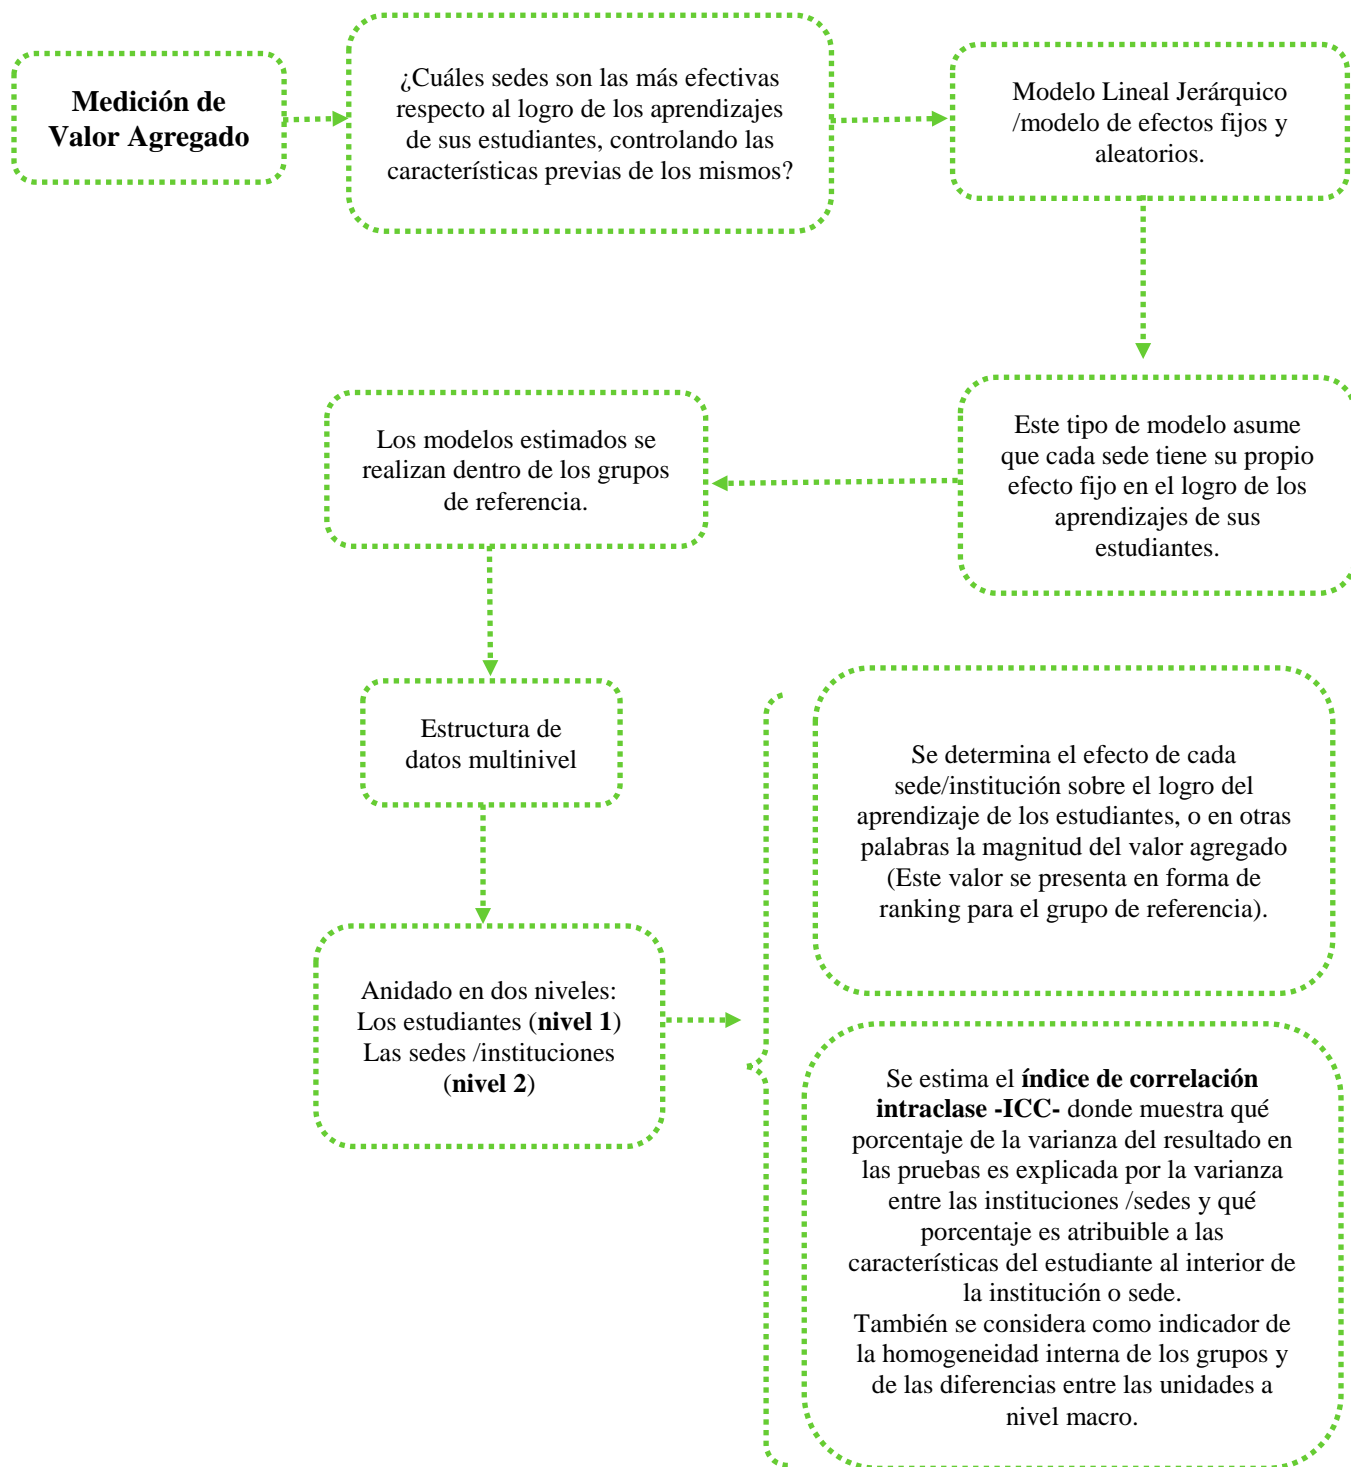 Medición de
Valor Agregado
¿Cuáles sedes son las más efectivas
respecto al logro de los aprendizajes
de sus estudiantes, controlando las
características previas de los mismos?
Modelo Lineal Jerárquico
/modelo de efectos fijos y
aleatorios.
Este tipo de modelo asume
que cada sede tiene su propio
efecto fijo en el logro de los
aprendizajes de sus
estudiantes.
Los modelos estimados se
realizan dentro de los grupos
de referencia.
Estructura de
datos multinivel
Anidado en dos niveles:
Los estudiantes (nivel 1)
Las sedes /instituciones
(nivel 2)
Se determina el efecto de cada
sede/institución sobre el logro del
aprendizaje de los estudiantes, o en otras
palabras la magnitud del valor agregado
(Este valor se presenta en forma de
ranking para el grupo de referencia).
Se estima el índice de correlación
intraclase -ICC- donde muestra qué
porcentaje de la varianza del resultado en
las pruebas es explicada por la varianza
entre las instituciones /sedes y qué
porcentaje es atribuible a las
características del estudiante al interior de
la institución o sede.
También se considera como indicador de
la homogeneidad interna de los grupos y
de las diferencias entre las unidades a
nivel macro.